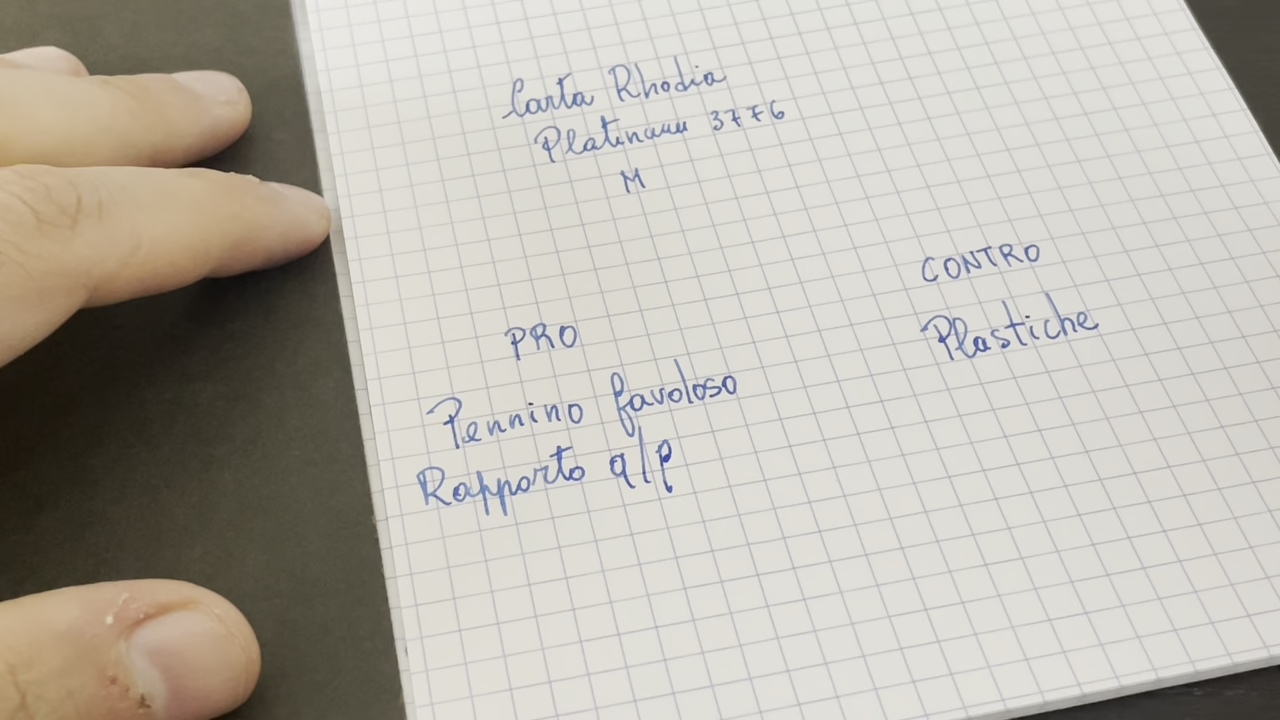 Carta Rhodia
Platinum 3776
M
PRO
Pennino favoloso
Rapporto q/p
CONTRO
Plastiche